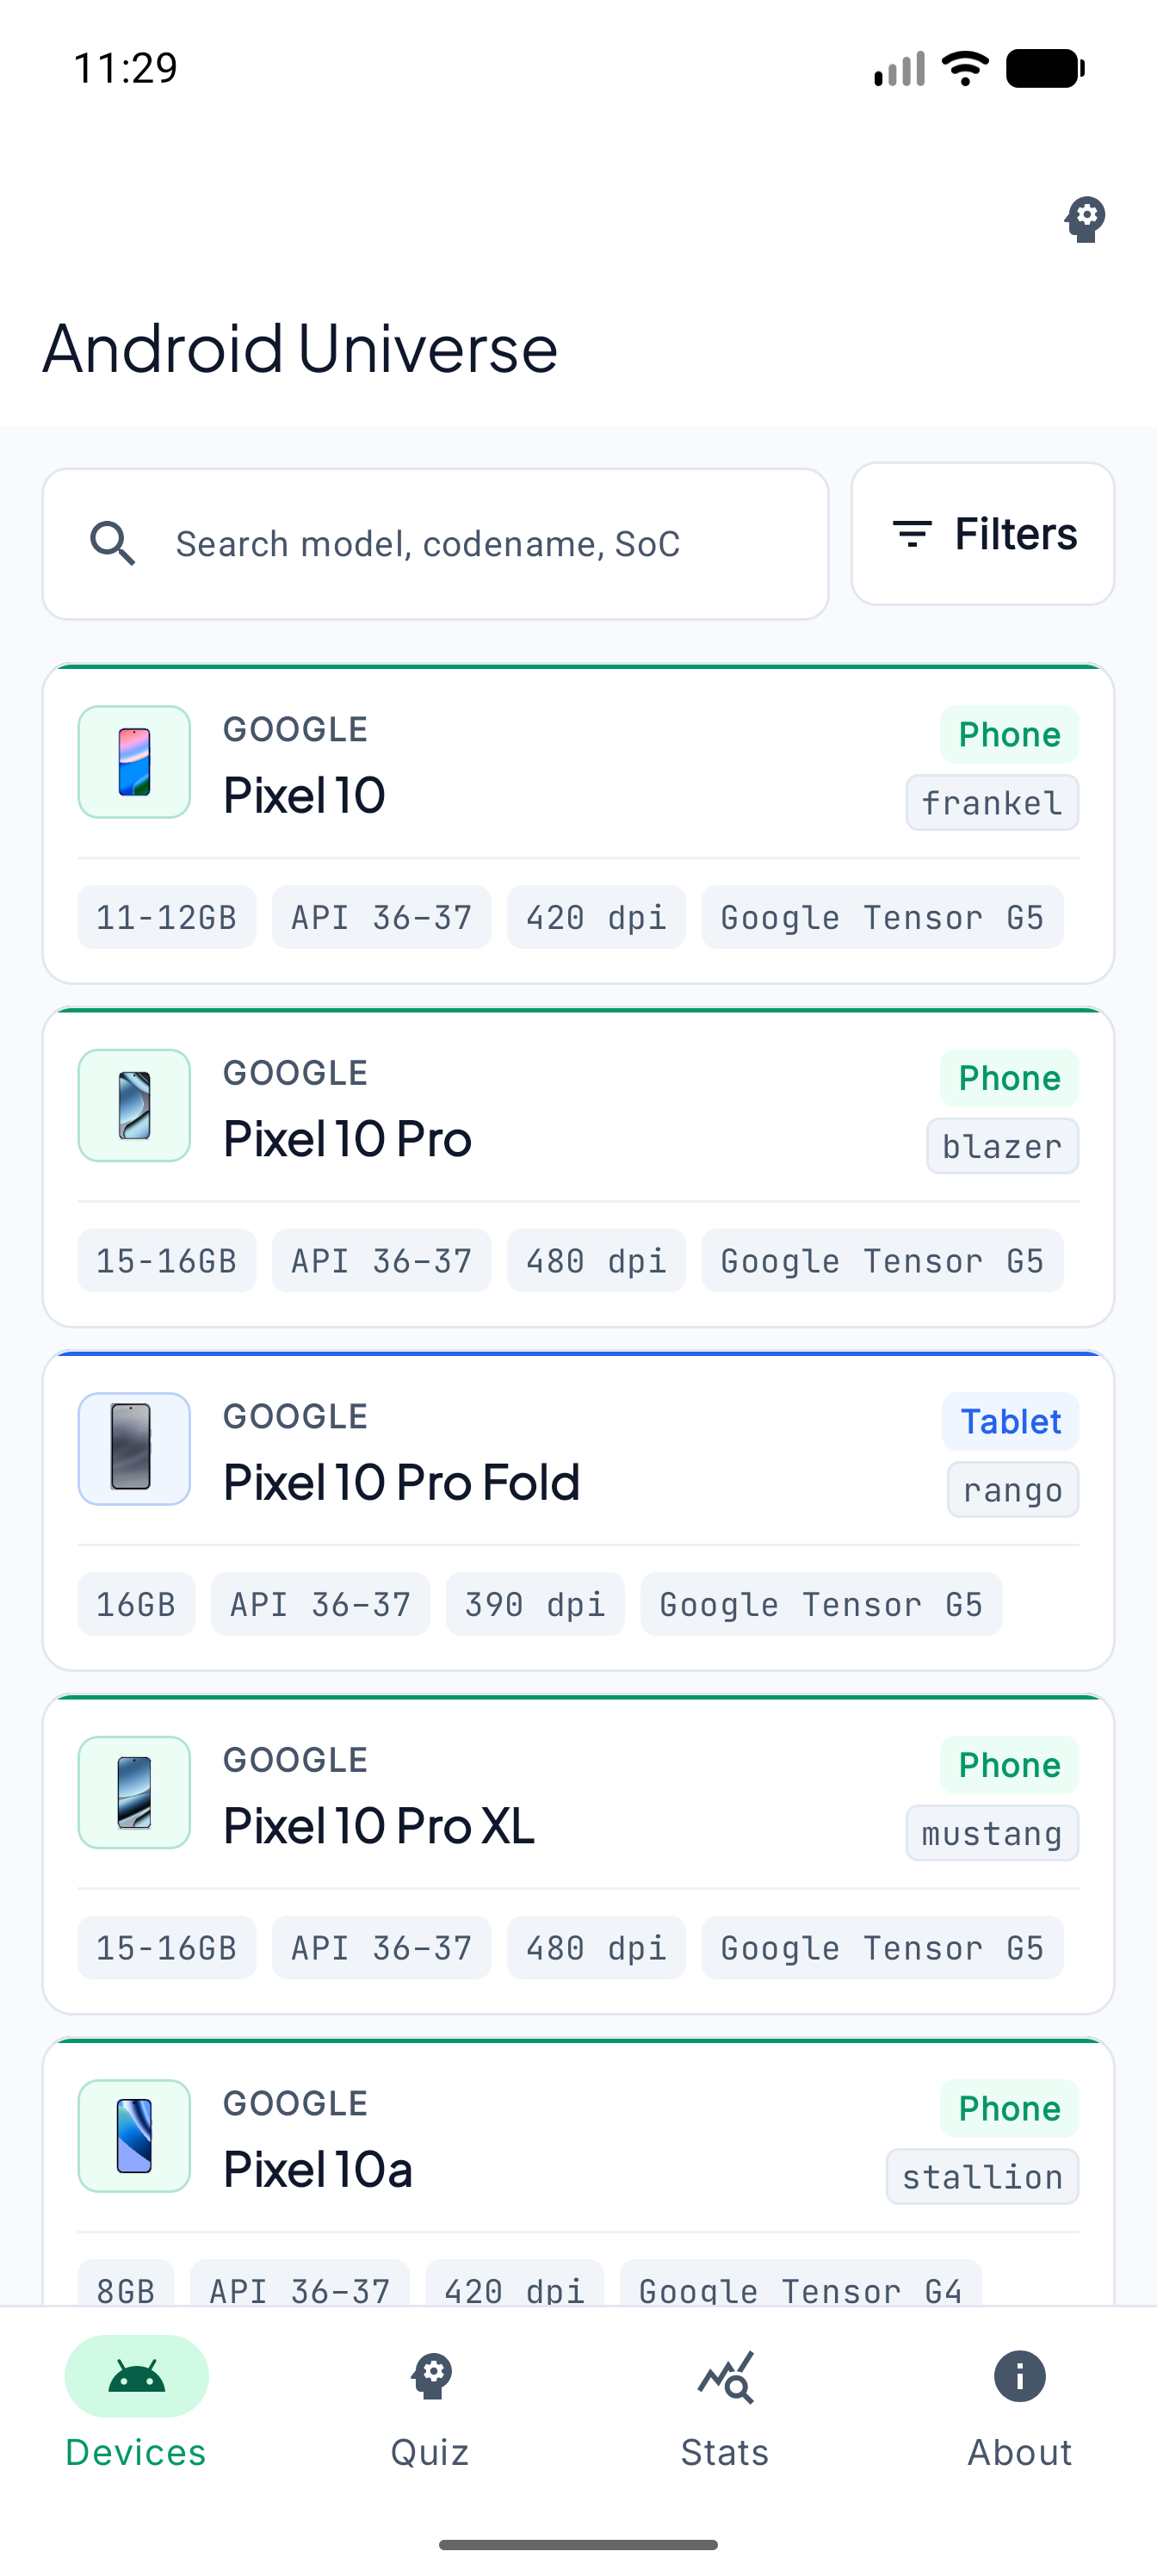 11:29
Android Universe
Search model, codename, SoC
Filters
GOOGLE
Phone
Pixel 10
frankel
11-12GB
API 36–37
420 dpi
Google Tensor G5
GOOGLE
Phone
Pixel 10 Pro
blazer
15-16GB
API 36–37
480 dpi
Google Tensor G5
GOOGLE
Tablet
Pixel 10 Pro Fold
rango
16GB
API 36–37
390 dpi
Google Tensor G5
GOOGLE
Phone
Pixel 10 Pro XL
mustang
15-16GB
API 36–37
480 dpi
Google Tensor G5
GOOGLE
Phone
Pixel 10a
stallion
8GB
API 36–37
420 dpi
Google Tensor G4
Devices
Quiz
Stats
About